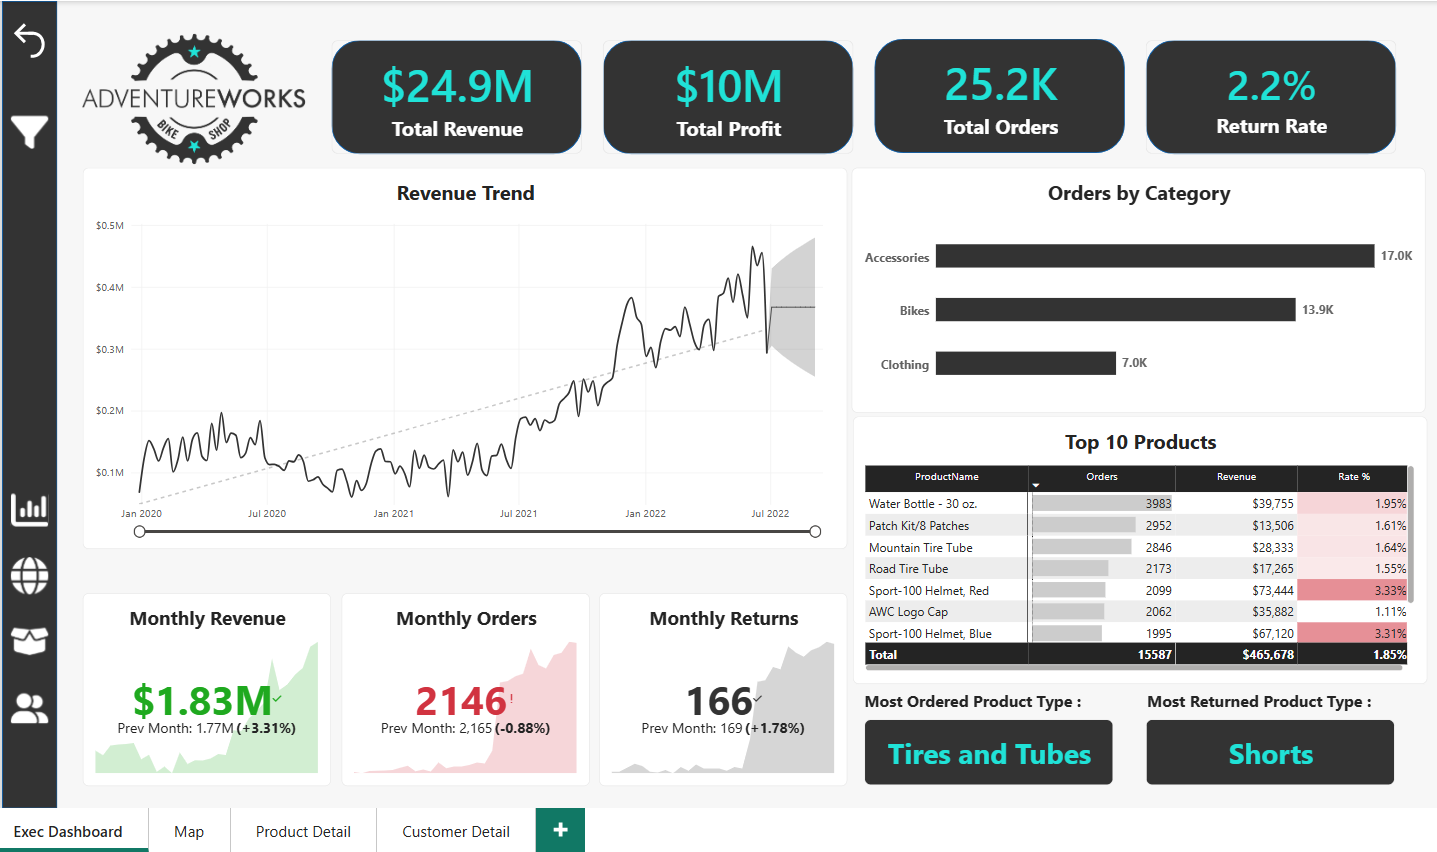 ADVENTUREWORKS
BIKE SHOP
$24.9M
Total Revenue
$10M
Total Profit
25.2K
Total Orders
2.2%
Return Rate
Revenue Trend
$0.5M
$0.4M
$0.3M
$0.2M
$0.1M
Jan 2020 Jul 2020 Jan 2021 Jul 2021 Jan 2022 Jul 2022
Orders by Category
Accessories 17.0K
Bikes 13.9K
Clothing 7.0K
Top 10 Products
ProductName Orders Revenue Rate %
Water Bottle - 30 oz. 3983 $39,755 1.95%
Patch Kit/8 Patches 2952 $13,506 1.61%
Mountain Tire Tube 2846 $28,333 1.64%
Road Tire Tube 2173 $17,265 1.55%
Sport-100 Helmet, Red 2099 $73,444 3.33%
AWC Logo Cap 2062 $35,882 1.11%
Sport-100 Helmet, Blue 1995 $67,120 3.31%
Total 15587 $465,678 1.85%
Monthly Revenue
$1.83M
Prev Month: 1.77M (+3.31%)
Monthly Orders
2146!
Prev Month: 2,165 (-0.88%)
Monthly Returns
166
Prev Month: 169 (+1.78%)
Most Ordered Product Type :
Tires and Tubes
Most Returned Product Type :
Shorts
Exec Dashboard Map Product Detail Customer Detail +